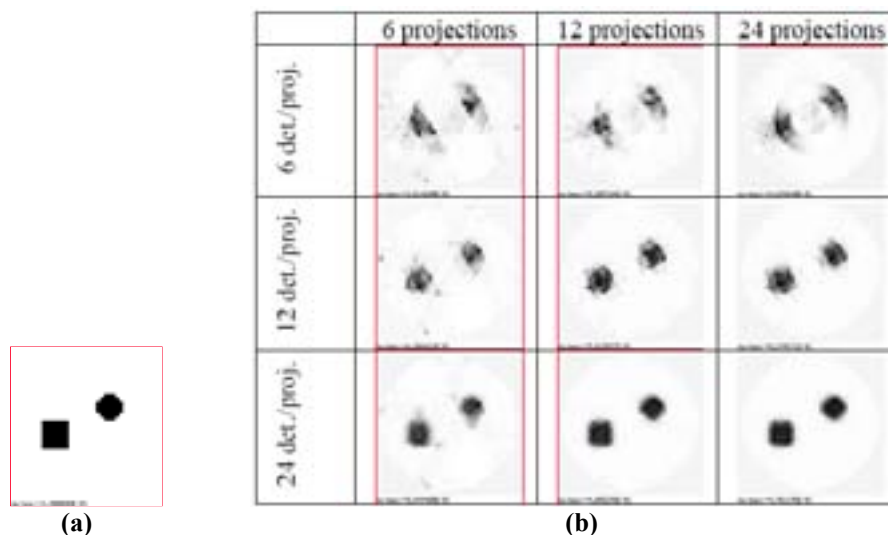 6 projections 12 projections 24 projections
6 det./proj.
12 det./proj.
24 det./proj.
(a) (b)